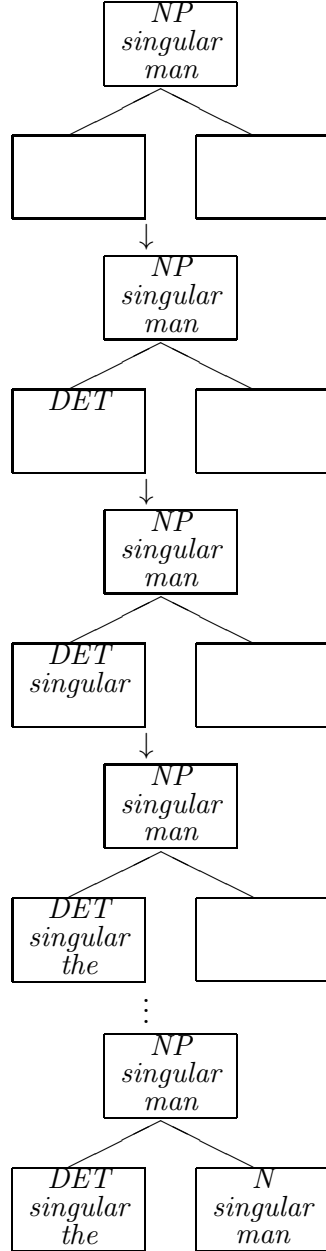 NP
singular
man
↓
NP
singular
man
DET
↓
NP
singular
man
DET
singular
↓
NP
singular
man
DET
singular
the
⋮
NP
singular
man
DET N
singular singular
the man